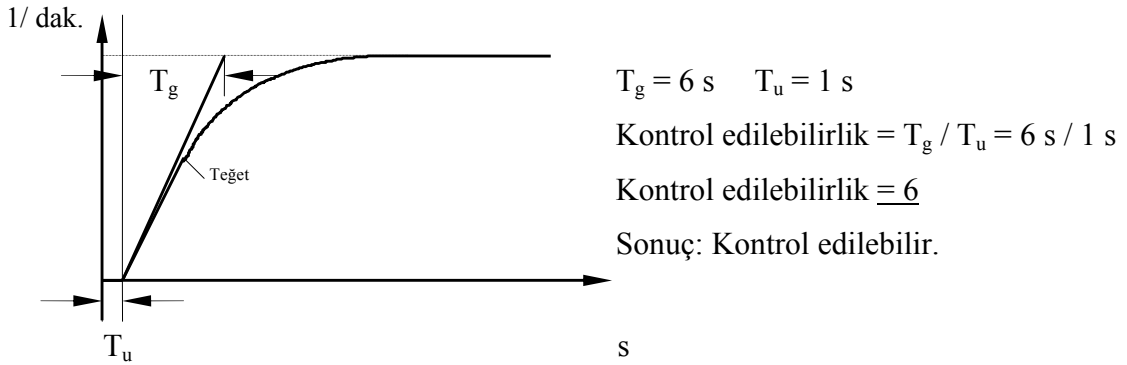 1/ dak.
T_g
Teğet
T_u
s
T_g = 6 s T_u = 1 s
Kontrol edilebilirlik = T_g / T_u = 6 s / 1 s
Kontrol edilebilirlik = 6
Sonuç: Kontrol edilebilir.